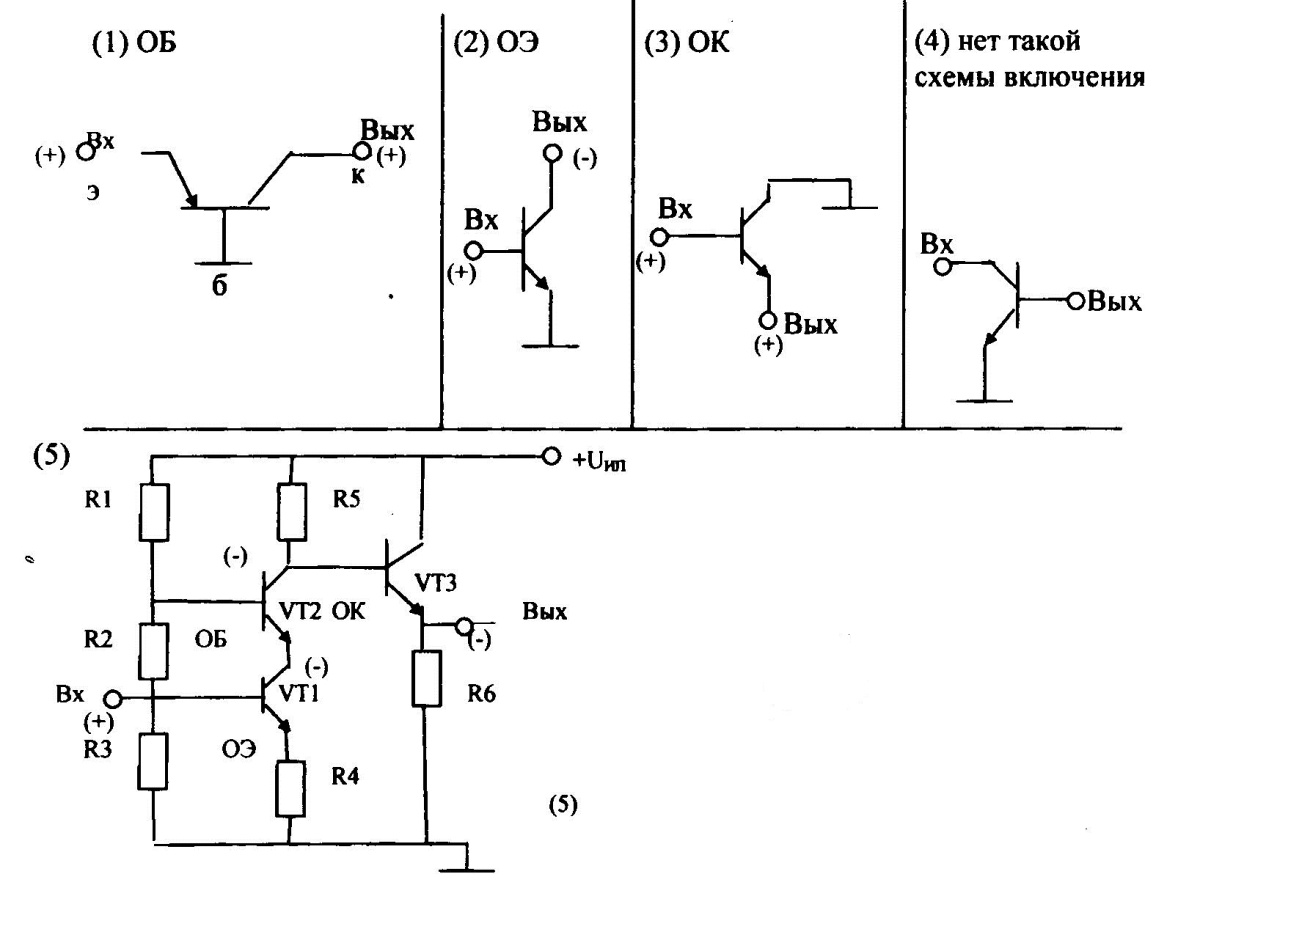 (1) ОБ
(2) ОЭ
(3) ОК
(4) нет такой
схемы включения
(+) Вх
э
Вых
(+)
к
б
Вых
(-)
Вх
(+)
Вх
(+)
Вых
(+)
Вх
Вых
(5)
+Uип
R1
R5
(-)
VT3
VT2 ОК
Вых
(-)
R2
ОБ
(-)
Вх
(+)
VT1
R6
R3
ОЭ
R4
(5)